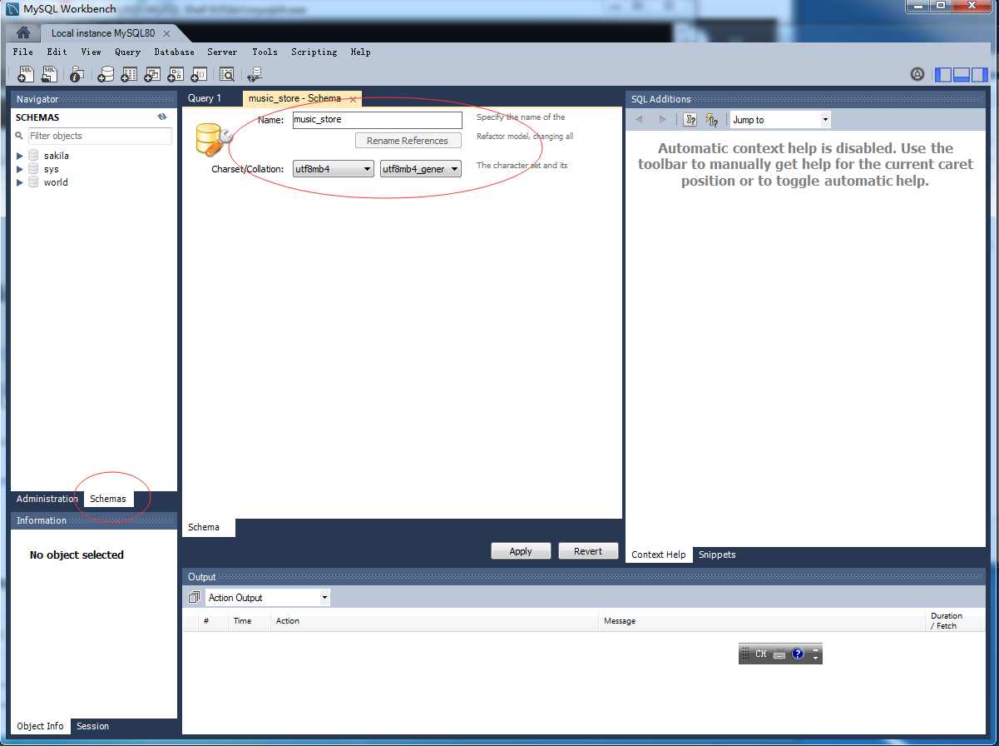 MySQL Workbench
Local instance MySQL80
File Edit View Query Database Server Tools Scripting Help
Navigator
SCHEMAS
Filter objects
sakila
sys
world
Administration Schemas
Information
No object selected
Object Info Session
Query 1 music_store - Schema
Name: music_store Specify the name of the
Rename References Refactor model, changing all
Charset/Collation: utf8mb4 utf8mb4_gener The character set and its
Schema
Apply Revert
SQL Additions
Jump to
Automatic context help is disabled. Use the
toolbar to manually get help for the current caret
position or to toggle automatic help.
Context Help Snippets
Output
Action Output
# Time Action Message Duration
/ Fetch
CH